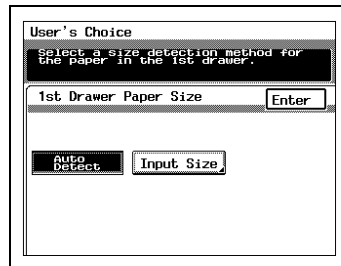 User's Choice
Select a size detection method for
the paper in the 1st drawer.
1st Drawer Paper Size
Enter
Auto
Detect
Input Size